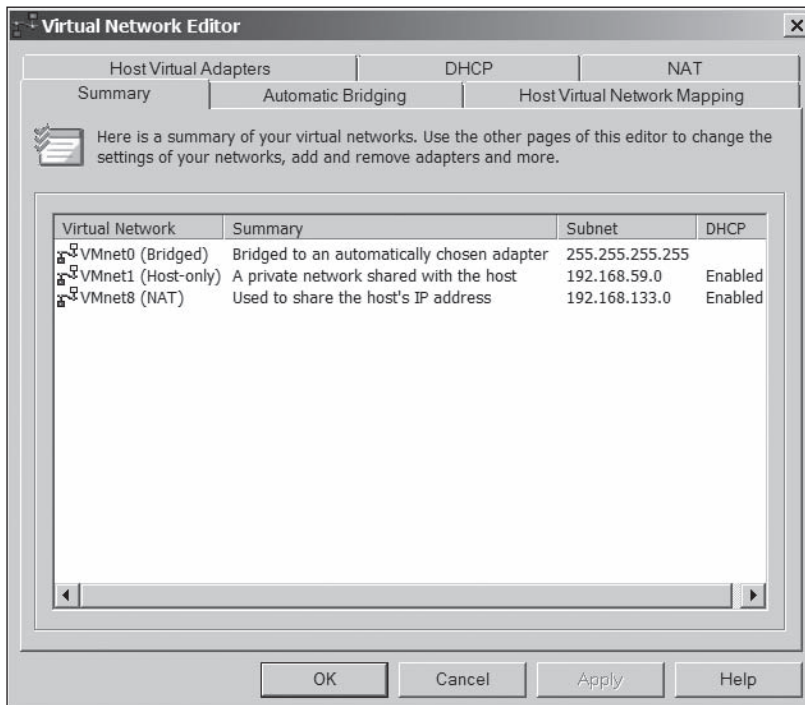 Virtual Network Editor
Host Virtual Adapters DHCP NAT
Summary Automatic Bridging Host Virtual Network Mapping
Here is a summary of your virtual networks. Use the other pages of this editor to change the
settings of your networks, add and remove adapters and more.
Virtual Network Summary Subnet DHCP
VMnet0 (Bridged) Bridged to an automatically chosen adapter 255.255.255.255
VMnet1 (Host-only) A private network shared with the host 192.168.59.0 Enabled
VMnet8 (NAT) Used to share the host's IP address 192.168.133.0 Enabled
OK Cancel Apply Help